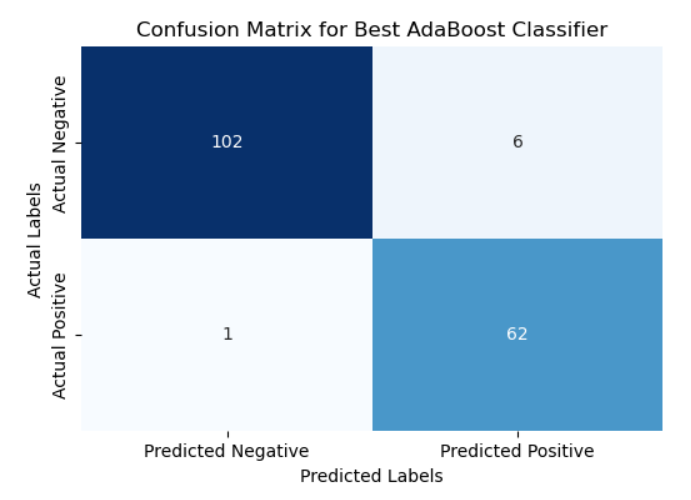 Confusion Matrix for Best AdaBoost Classifier
Actual Labels
Actual Negative
102
6
Actual Positive
1
62
Predicted Negative
Predicted Positive
Predicted Labels